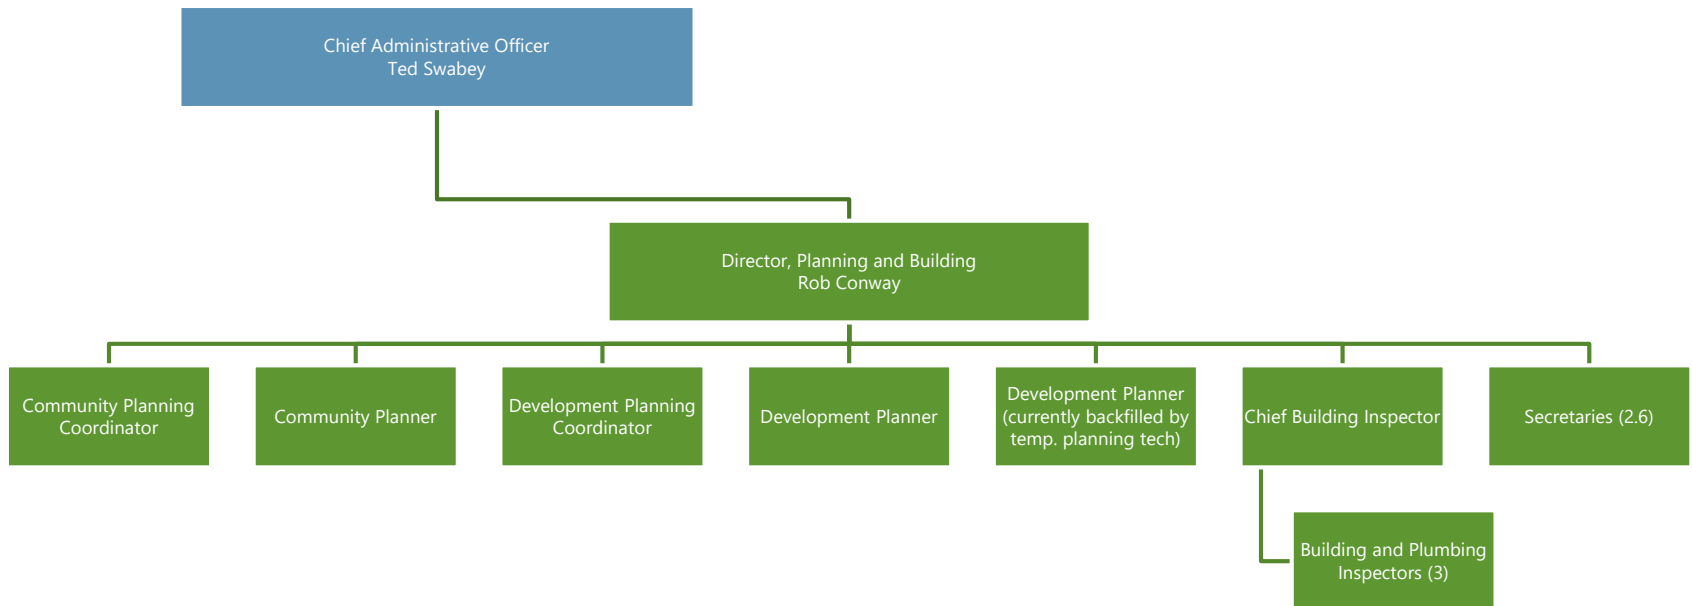 Chief Administrative Officer
Ted Swabey
Director, Planning and Building
Rob Conway
Community Planning
Coordinator
Community Planner
Development Planning
Coordinator
Development Planner
Development Planner
(currently backfilled by
temp. planning tech)
Chief Building Inspector
Secretaries (2.6)
Building and Plumbing
Inspectors (3)